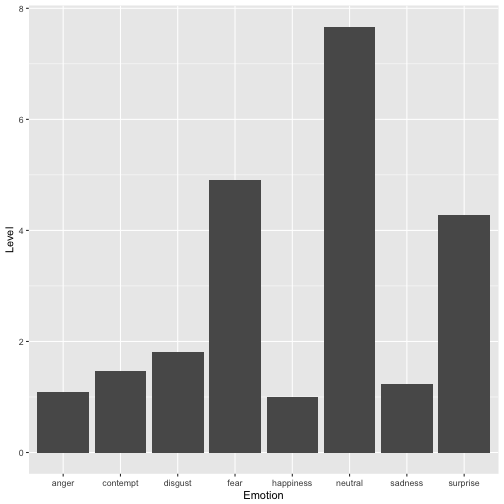 8
6
4
2
0
Level
anger contempt disgust fear happiness neutral sadness surprise
Emotion